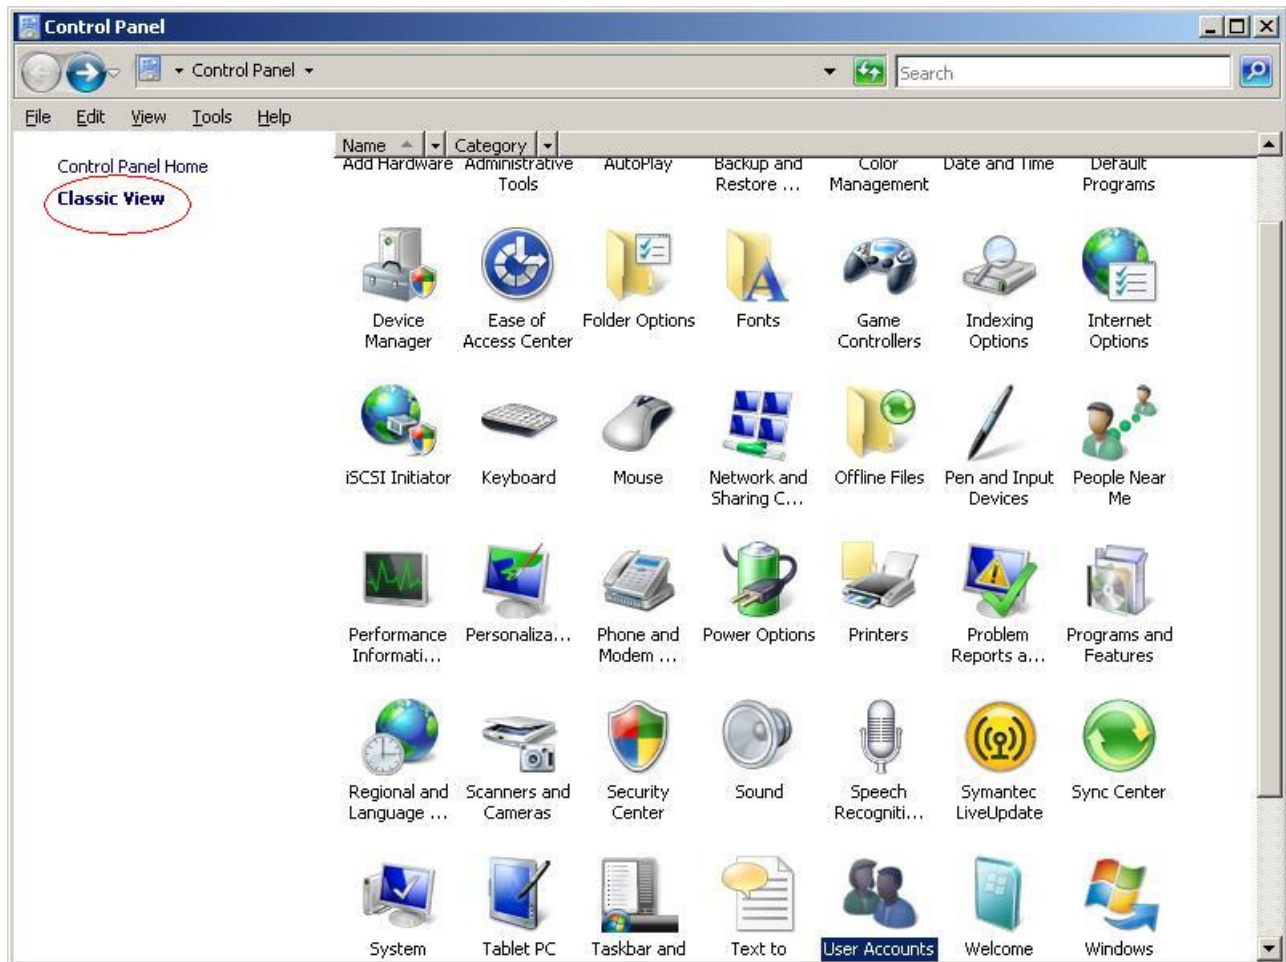 Control Panel
Control Panel
Search
File Edit View Tools Help
Name Category
Control Panel Home
Classic View
Add Hardware Administrative Tools AutoPlay Backup and Restore ... Color Management Date and Time Default Programs
Device Manager Ease of Access Center Folder Options Fonts Game Controllers Indexing Options Internet Options
iSCSI Initiator Keyboard Mouse Network and Sharing C... Offline Files Pen and Input Devices People Near Me
Performance Informati... Personaliza... Phone and Modem ... Power Options Printers Problem Reports a... Programs and Features
Regional and Language ... Scanners and Cameras Security Center Sound Speech Recogniti... Symantec LiveUpdate Sync Center
System Tablet PC Taskbar and Text to User Accounts Welcome Windows